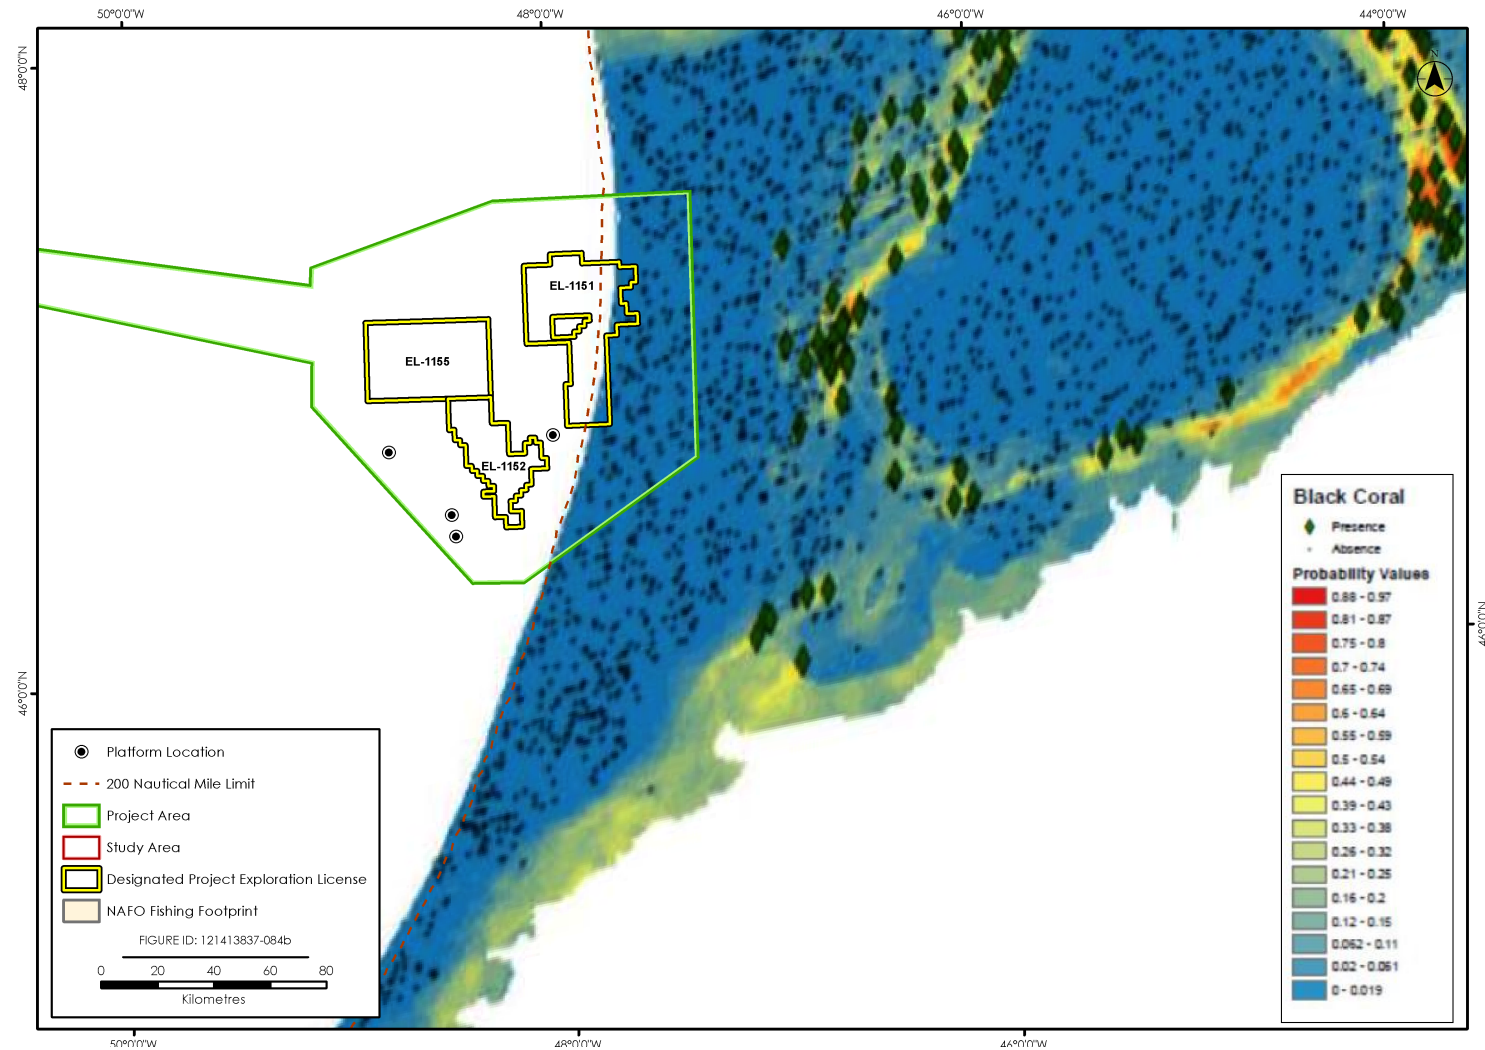 50°0'0"W
48°0'0"W
46°0'0"W
44°0'0"W
48°0'0"N
N
EL-1151
EL-1155
EL-1152
Black Coral
Presence
Absence
Probability Values
0.88 - 0.97
0.81 - 0.87
0.75 - 0.8
0.7 - 0.74
0.65 - 0.69
0.6 - 0.64
0.55 - 0.59
0.5 - 0.54
0.44 - 0.49
0.39 - 0.43
0.33 - 0.38
0.26 - 0.32
0.21 - 0.25
0.16 - 0.2
0.12 - 0.15
0.062 - 0.11
0.02 - 0.061
0 - 0.019
46°0'0"N
46°0'0"N
Platform Location
200 Nautical Mile Limit
Project Area
Study Area
Designated Project Exploration License
NAFO Fishing Footprint
FIGURE ID: 121413837-084b
0 20 40 60 80
Kilometres
50°0'0"W
48°0'0"W
46°0'0"W